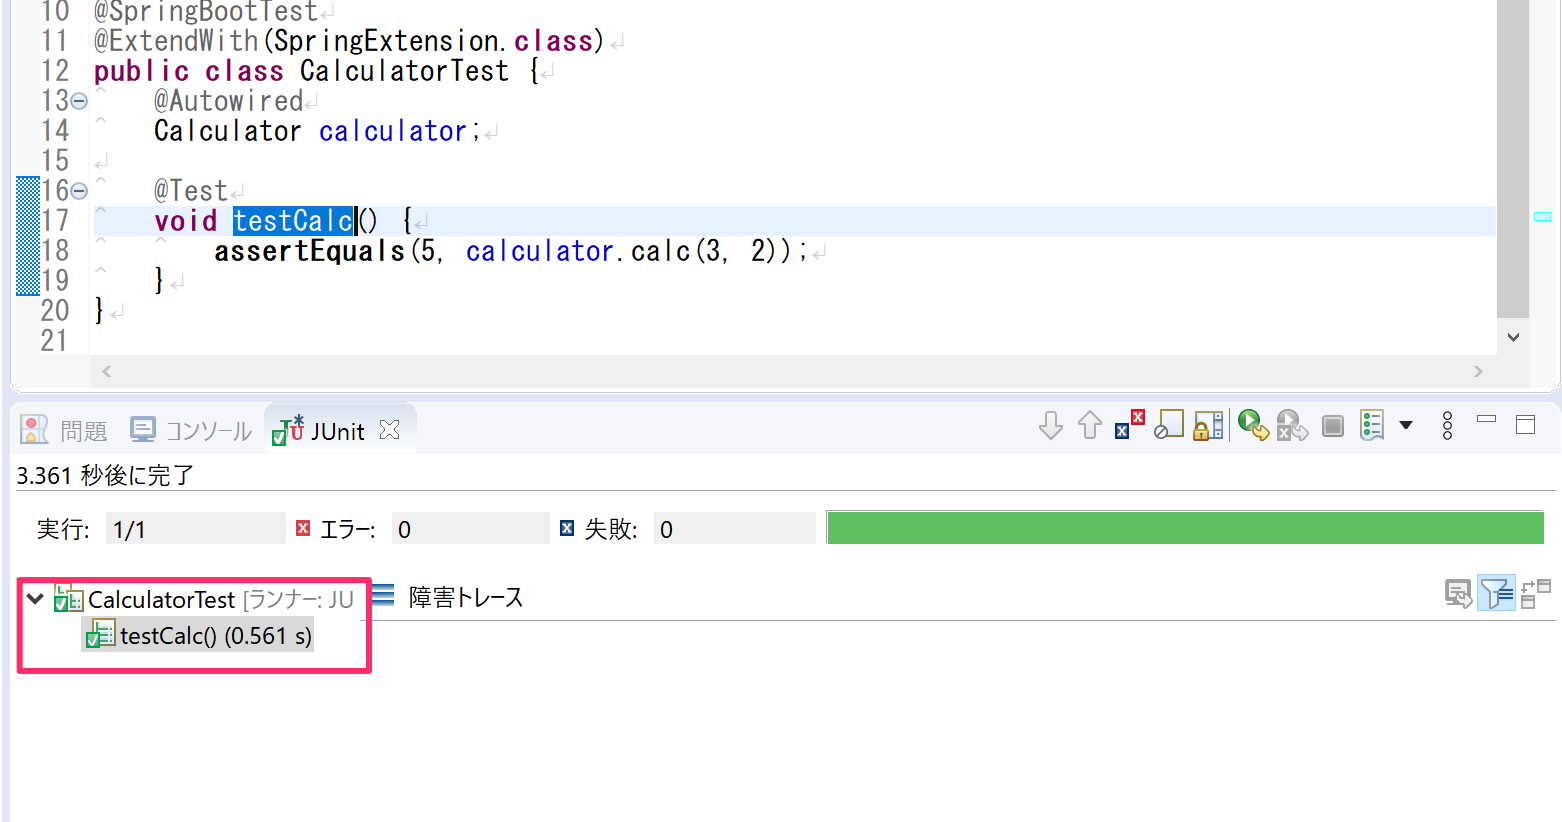 10 @SpringBootTest
11 @ExtendWith(SpringExtension.class)
12 public class CalculatorTest {
13 @Autowired
14 Calculator calculator;
15
16 @Test
17 void testCalc() {
18 assertEquals(5, calculator.calc(3, 2));
19 }
20 }
21
問題 コンソール JUnit
3.361 秒後に完了
実行: 1/1 エラー: 0 失敗: 0
CalculatorTest [ランナー: JU
障害トレース
testCalc() (0.561 s)